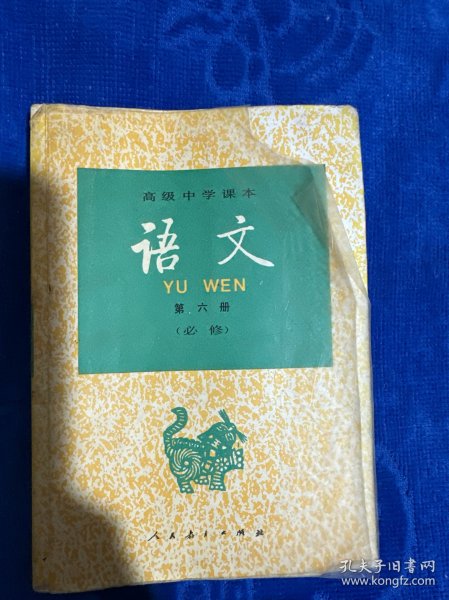 高级中学课本
语文
YU WEN
第六册
（必修）
人民教育出版社
孔夫子旧书网
www.kongfz.com